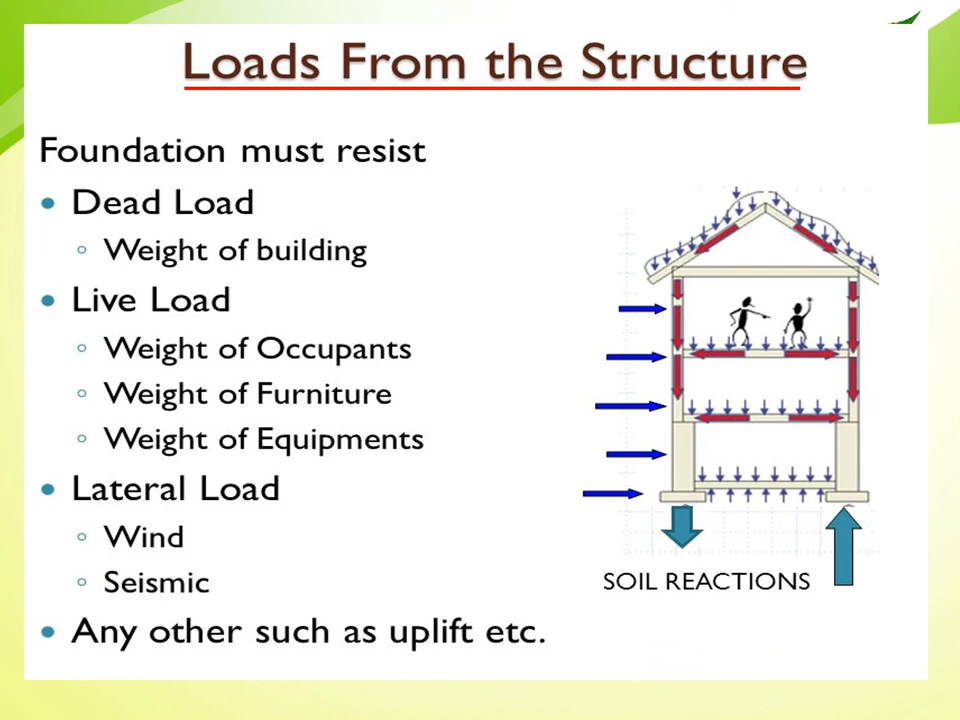 Loads From the Structure
Foundation must resist
• Dead Load
◦ Weight of building
• Live Load
◦ Weight of Occupants
◦ Weight of Furniture
◦ Weight of Equipments
• Lateral Load
◦ Wind
◦ Seismic
• Any other such as uplift etc.
SOIL REACTIONS